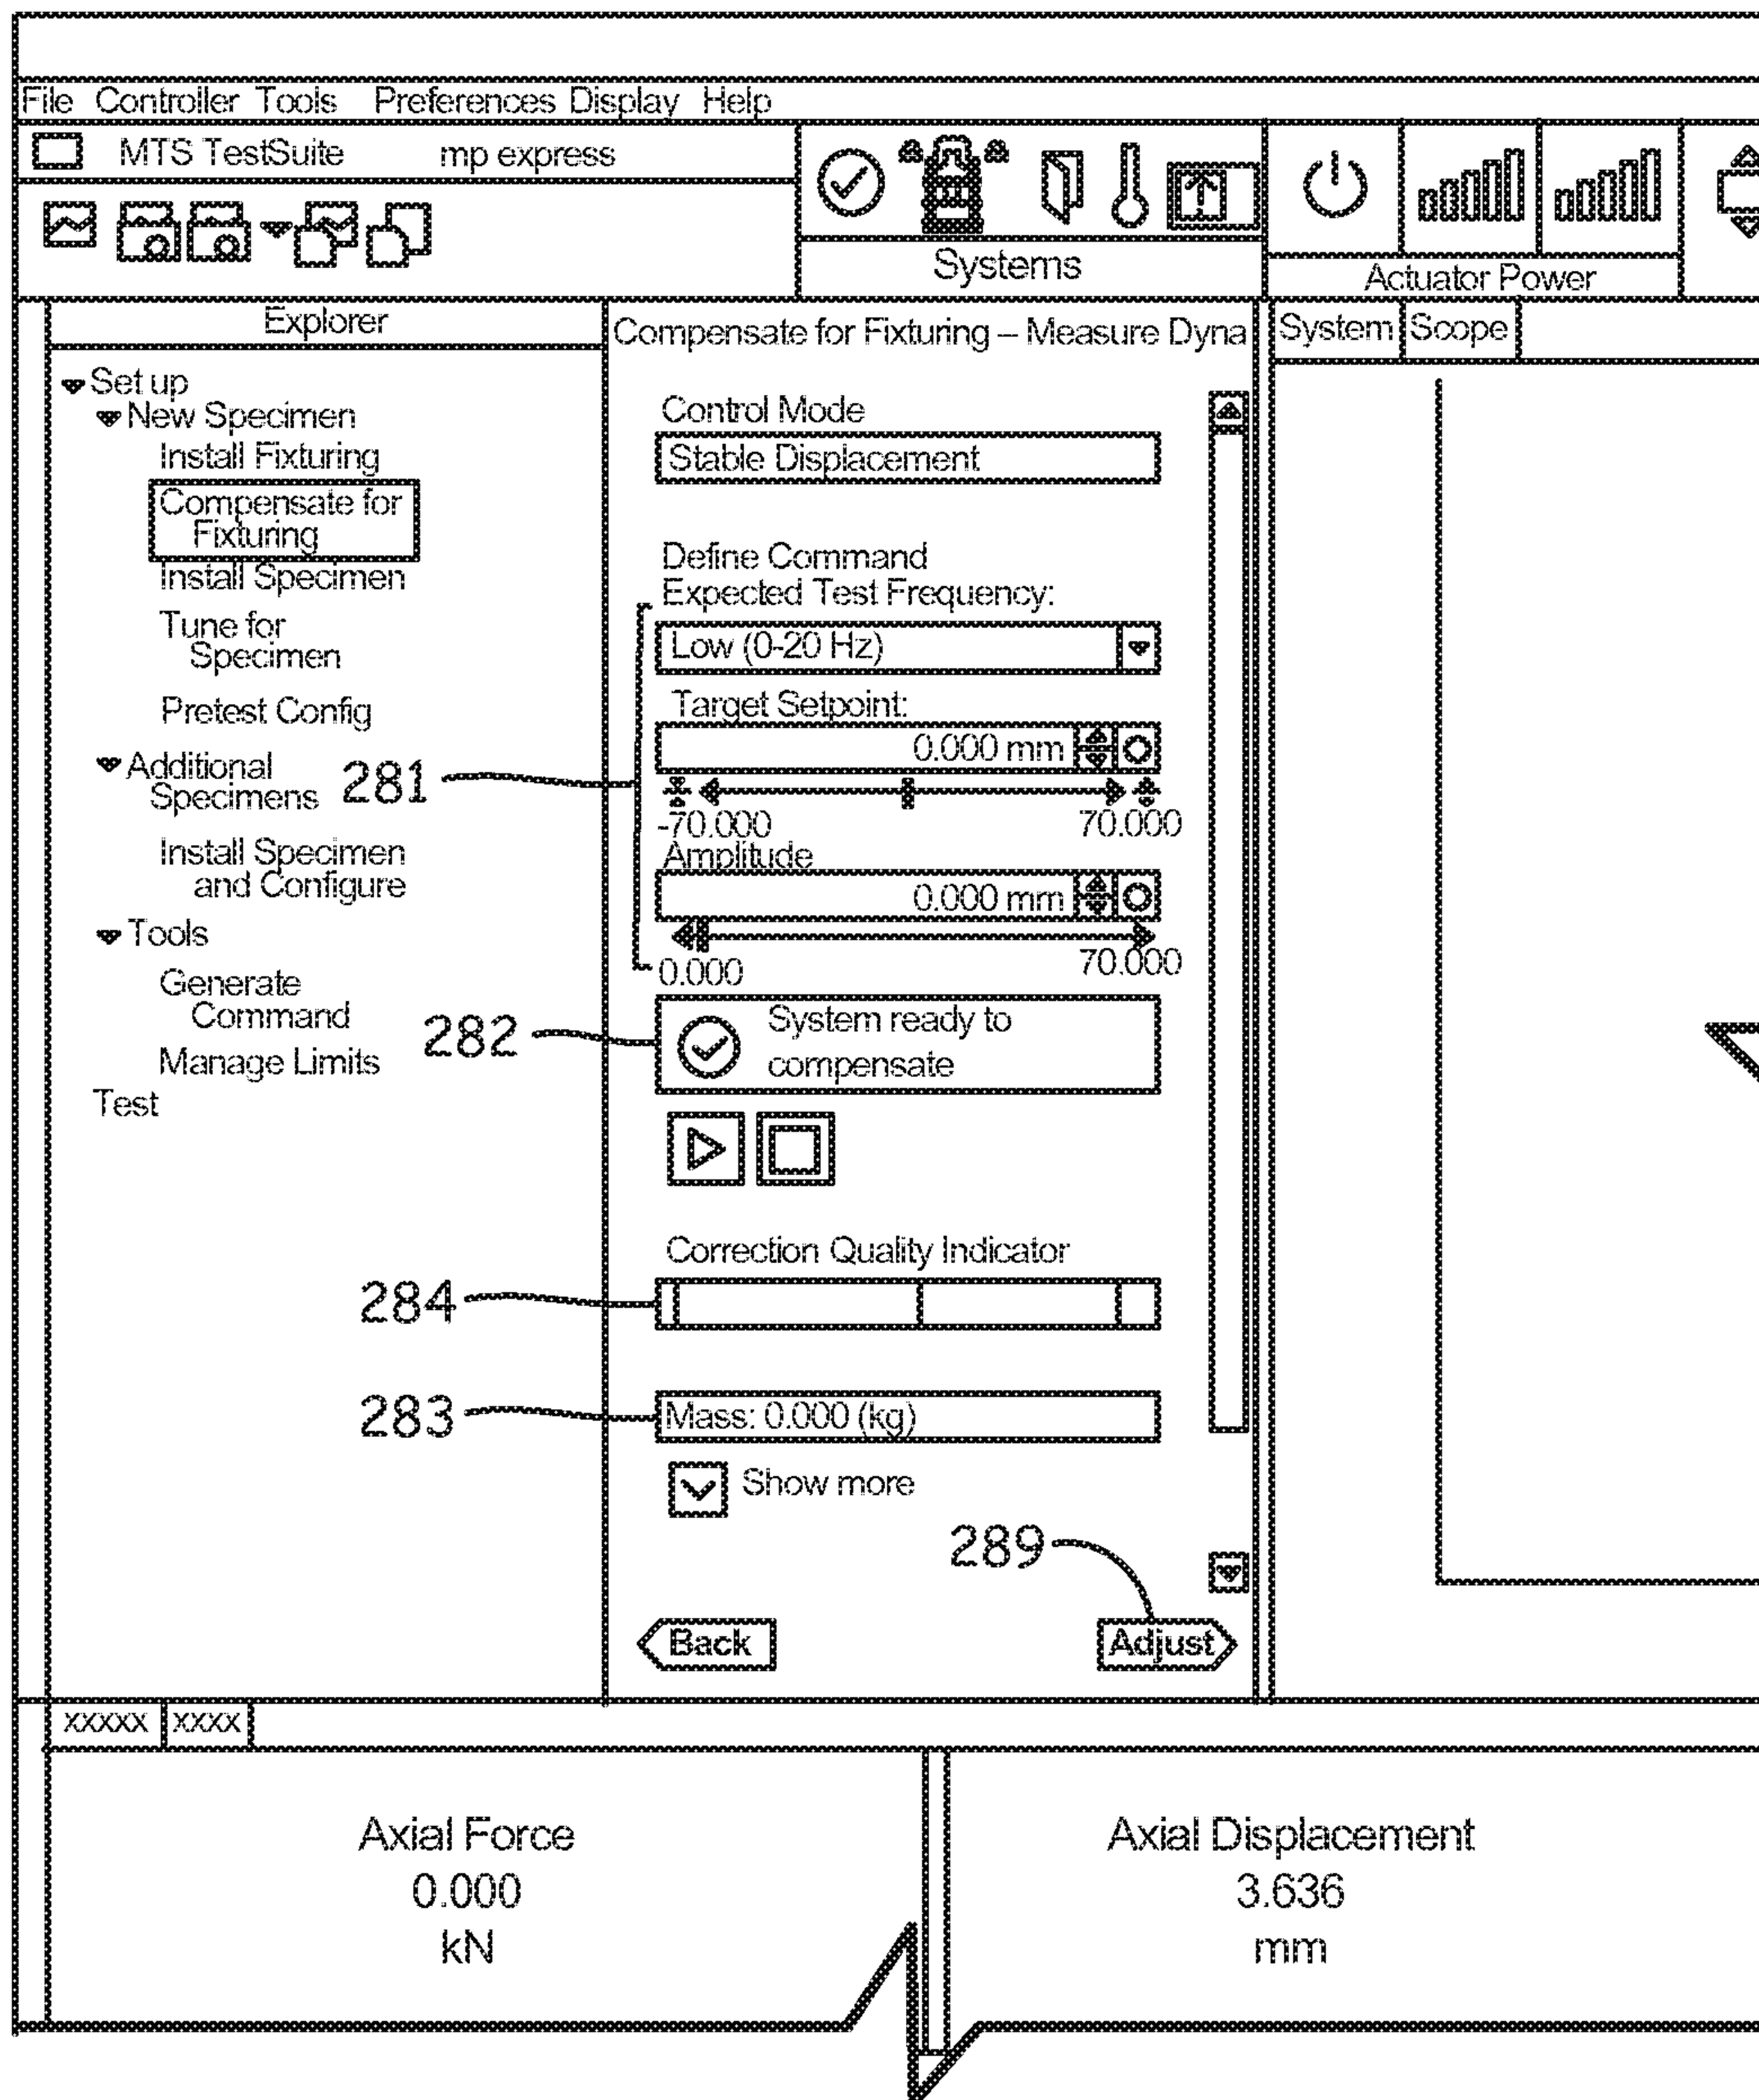 File Controller Tools Preferences Display Help
MTS TestSuite mp express
Systems
Actuator Power
Explorer
Set up
New Specimen
Install Fixturing
Compensate for
Fixturing
Install Specimen
Tune for
Specimen
Pretest Config
Additional
Specimens
281
Install Specimen
and Configure
Tools
Generate
Command
282
Manage Limits
Test
284
283
Compensate for Fixturing – Measure Dyna
Control Mode
Stable Displacement
Define Command
Expected Test Frequency:
Low (0-20 Hz)
Target Setpoint:
0.000 mm
-70.000 70.000
Amplitude
0.000 mm
0.000 70.000
System ready to
compensate
Correction Quality Indicator
Mass: 0.000 (kg)
Show more
289
Back Adjust
System Scope
xxxxx xxxx
Axial Force
0.000
kN
Axial Displacement
3.636
mm